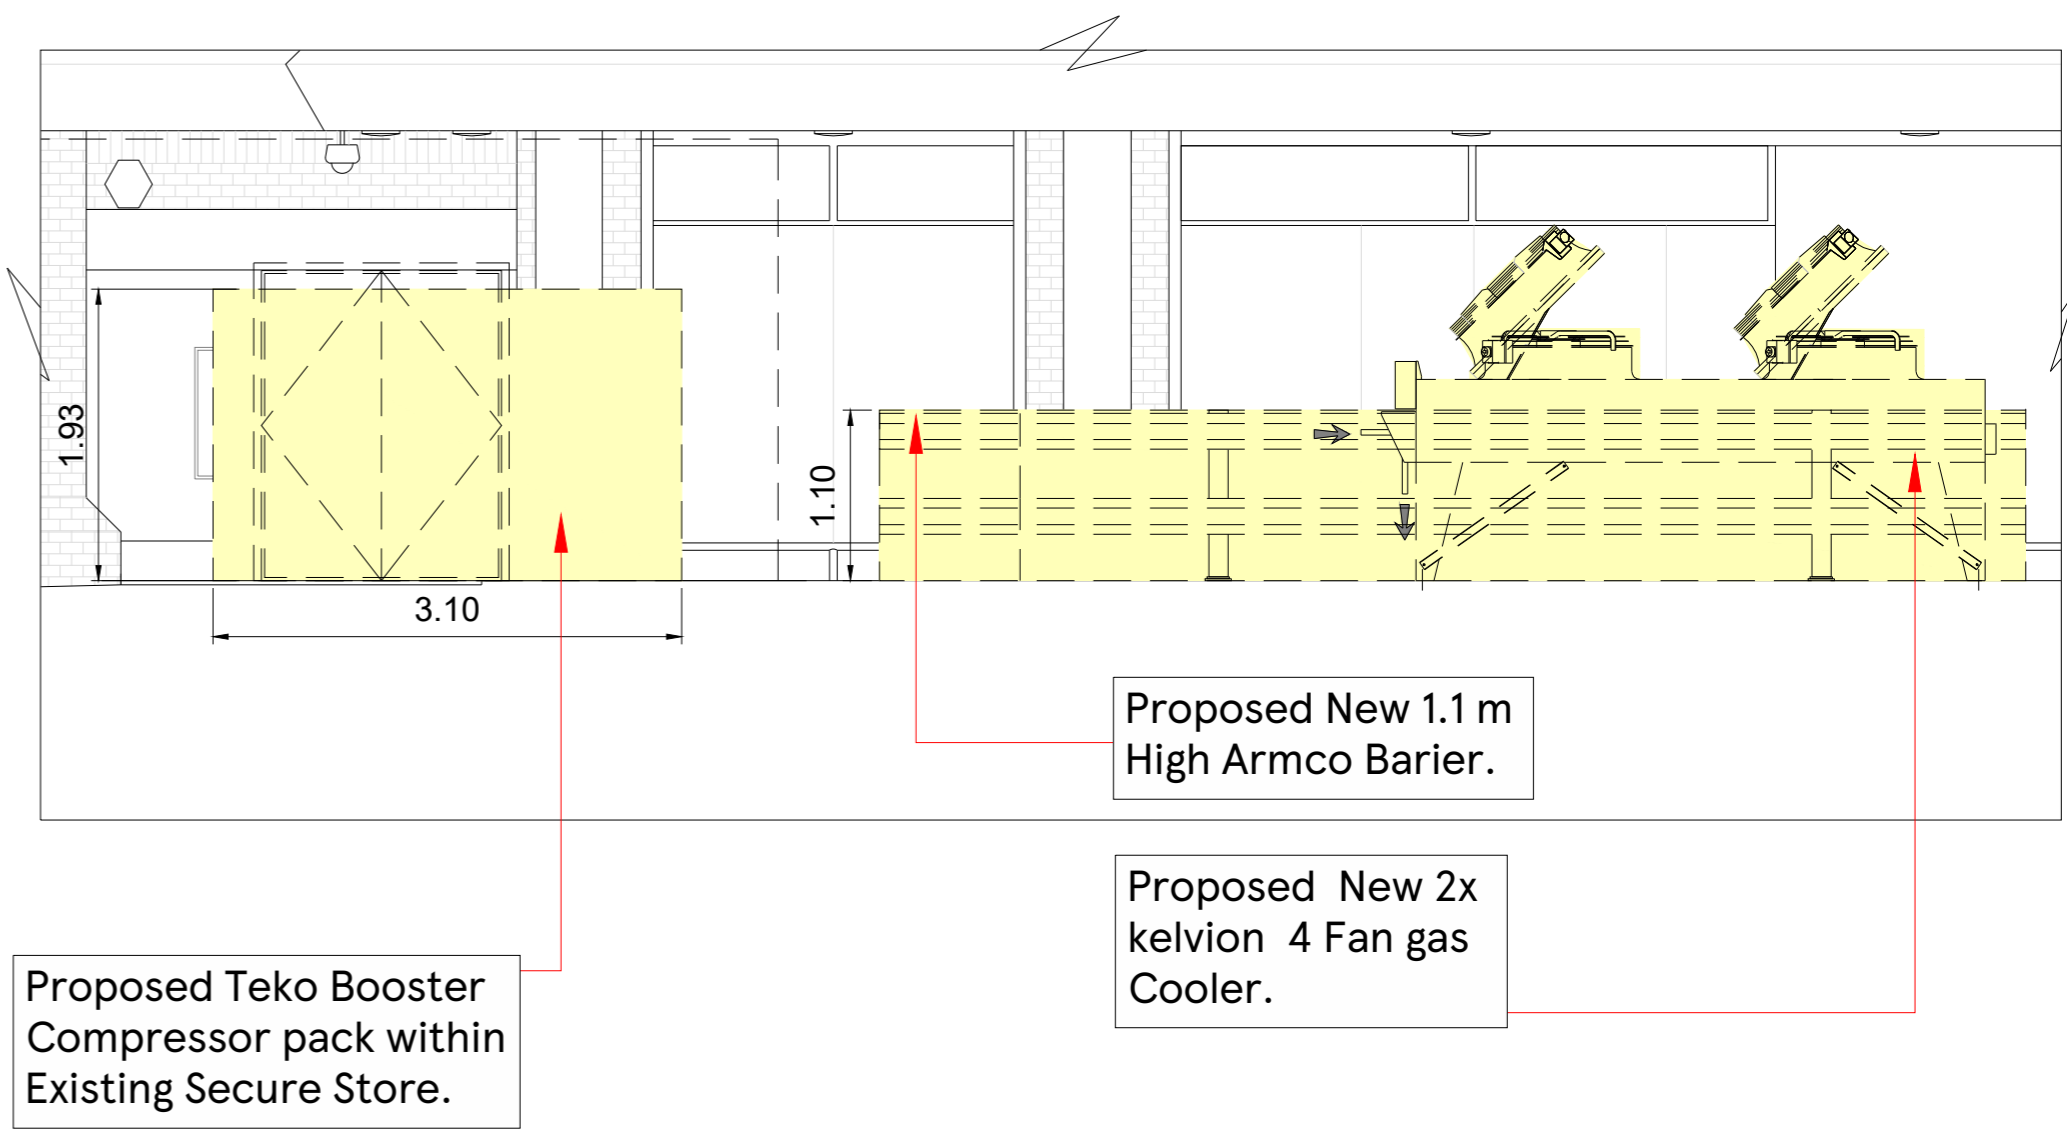 1.93
3.10
1.10
Proposed New 1.1 m
High Armco Barier.
Proposed New 2x
kelvion 4 Fan gas
Cooler.
Proposed Teko Booster
Compressor pack within
Existing Secure Store.